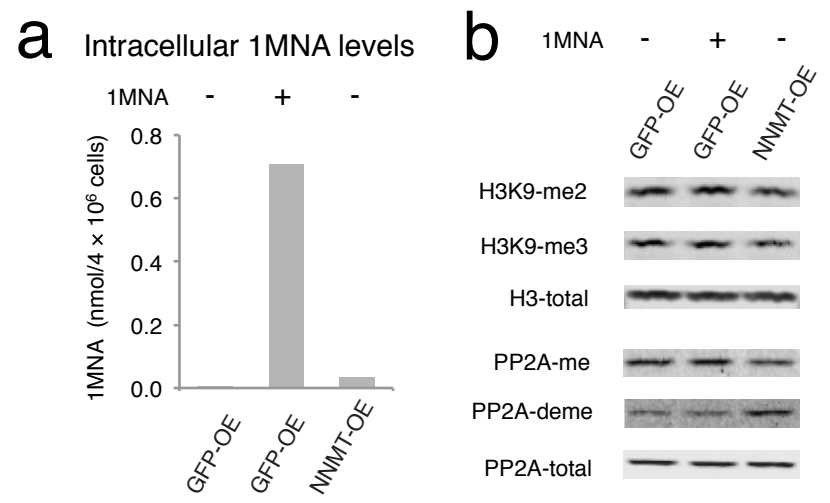 a
Intracellular 1MNA levels
1MNA - + -
1MNA (nmol/4 × 10⁶ cells)
0.8
0.6
0.4
0.2
0.0
GFP-OE GFP-OE NNMT-OE
b
1MNA - + -
GFP-OE GFP-OE NNMT-OE
H3K9-me2
H3K9-me3
H3-total
PP2A-me
PP2A-deme
PP2A-total